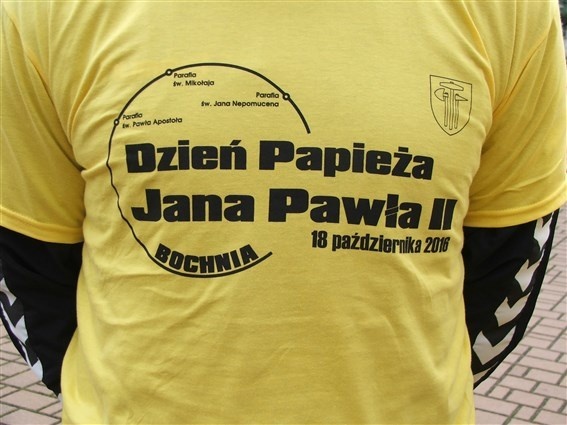 Parafia
św. Mikołaja
Parafia
św. Jana Nepomucena
Parafia
św. Pawła Apostoła
Dzień Papieża
Jana Pawła II
18 października 2016
BOCHNIA